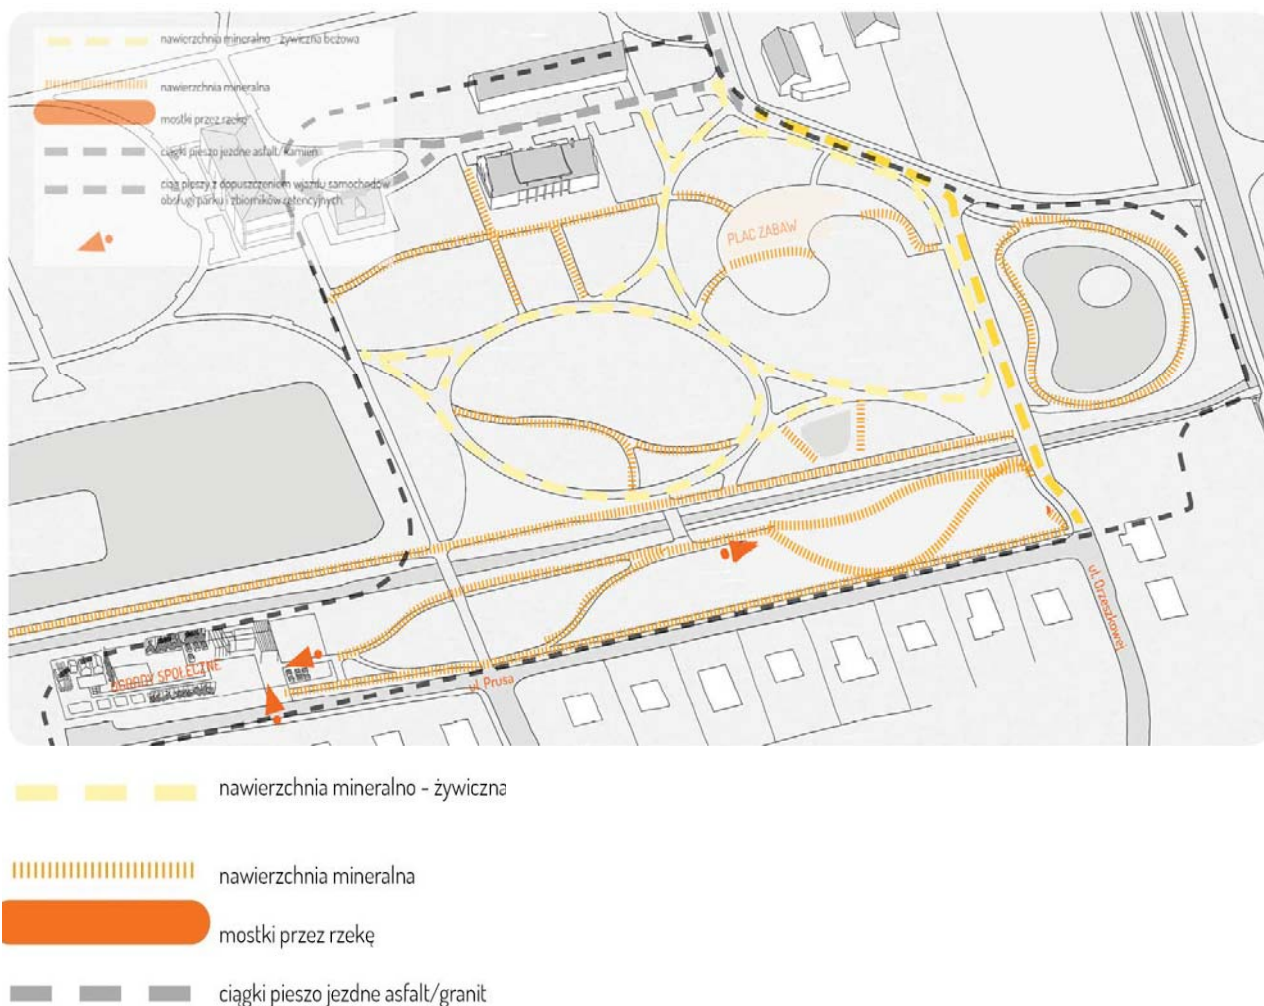 nawierzchnia mineralno - żywiczna beżowa
nawierzchnia mineralna
mostki przez rzekę
ciągki pieszo jezdne asfalt/kamień
ciąg pieszy z dopuszczeniem wjazdu samochodów
obsługi parku i zbiorników retencyjnych
PLAC ZABAW
OGRODY SPOŁECZNE
ul. Prusa
ul. Orzeszkowej
nawierzchnia mineralno - żywiczna
nawierzchnia mineralna
mostki przez rzekę
ciągki pieszo jezdne asfalt/granit